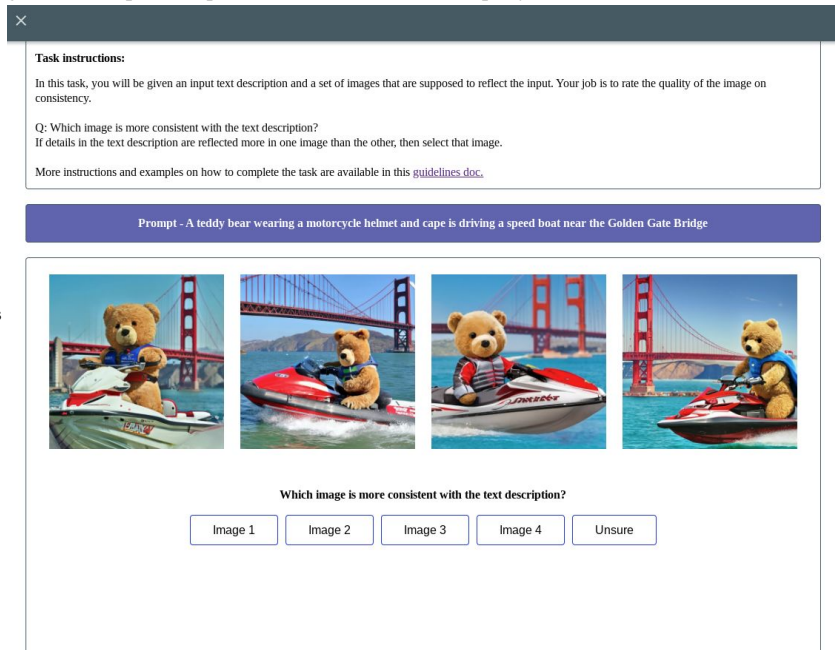 Task instructions:
In this task, you will be given an input text description and a set of images that are supposed to reflect the input. Your job is to rate the quality of the image on
consistency.
Q: Which image is more consistent with the text description?
If details in the text description are reflected more in one image than the other, then select that image.
More instructions and examples on how to complete the task are available in this guidelines doc.
Prompt - A teddy bear wearing a motorcycle helmet and cape is driving a speed boat near the Golden Gate Bridge
Which image is more consistent with the text description?
Image 1 Image 2 Image 3 Image 4 Unsure